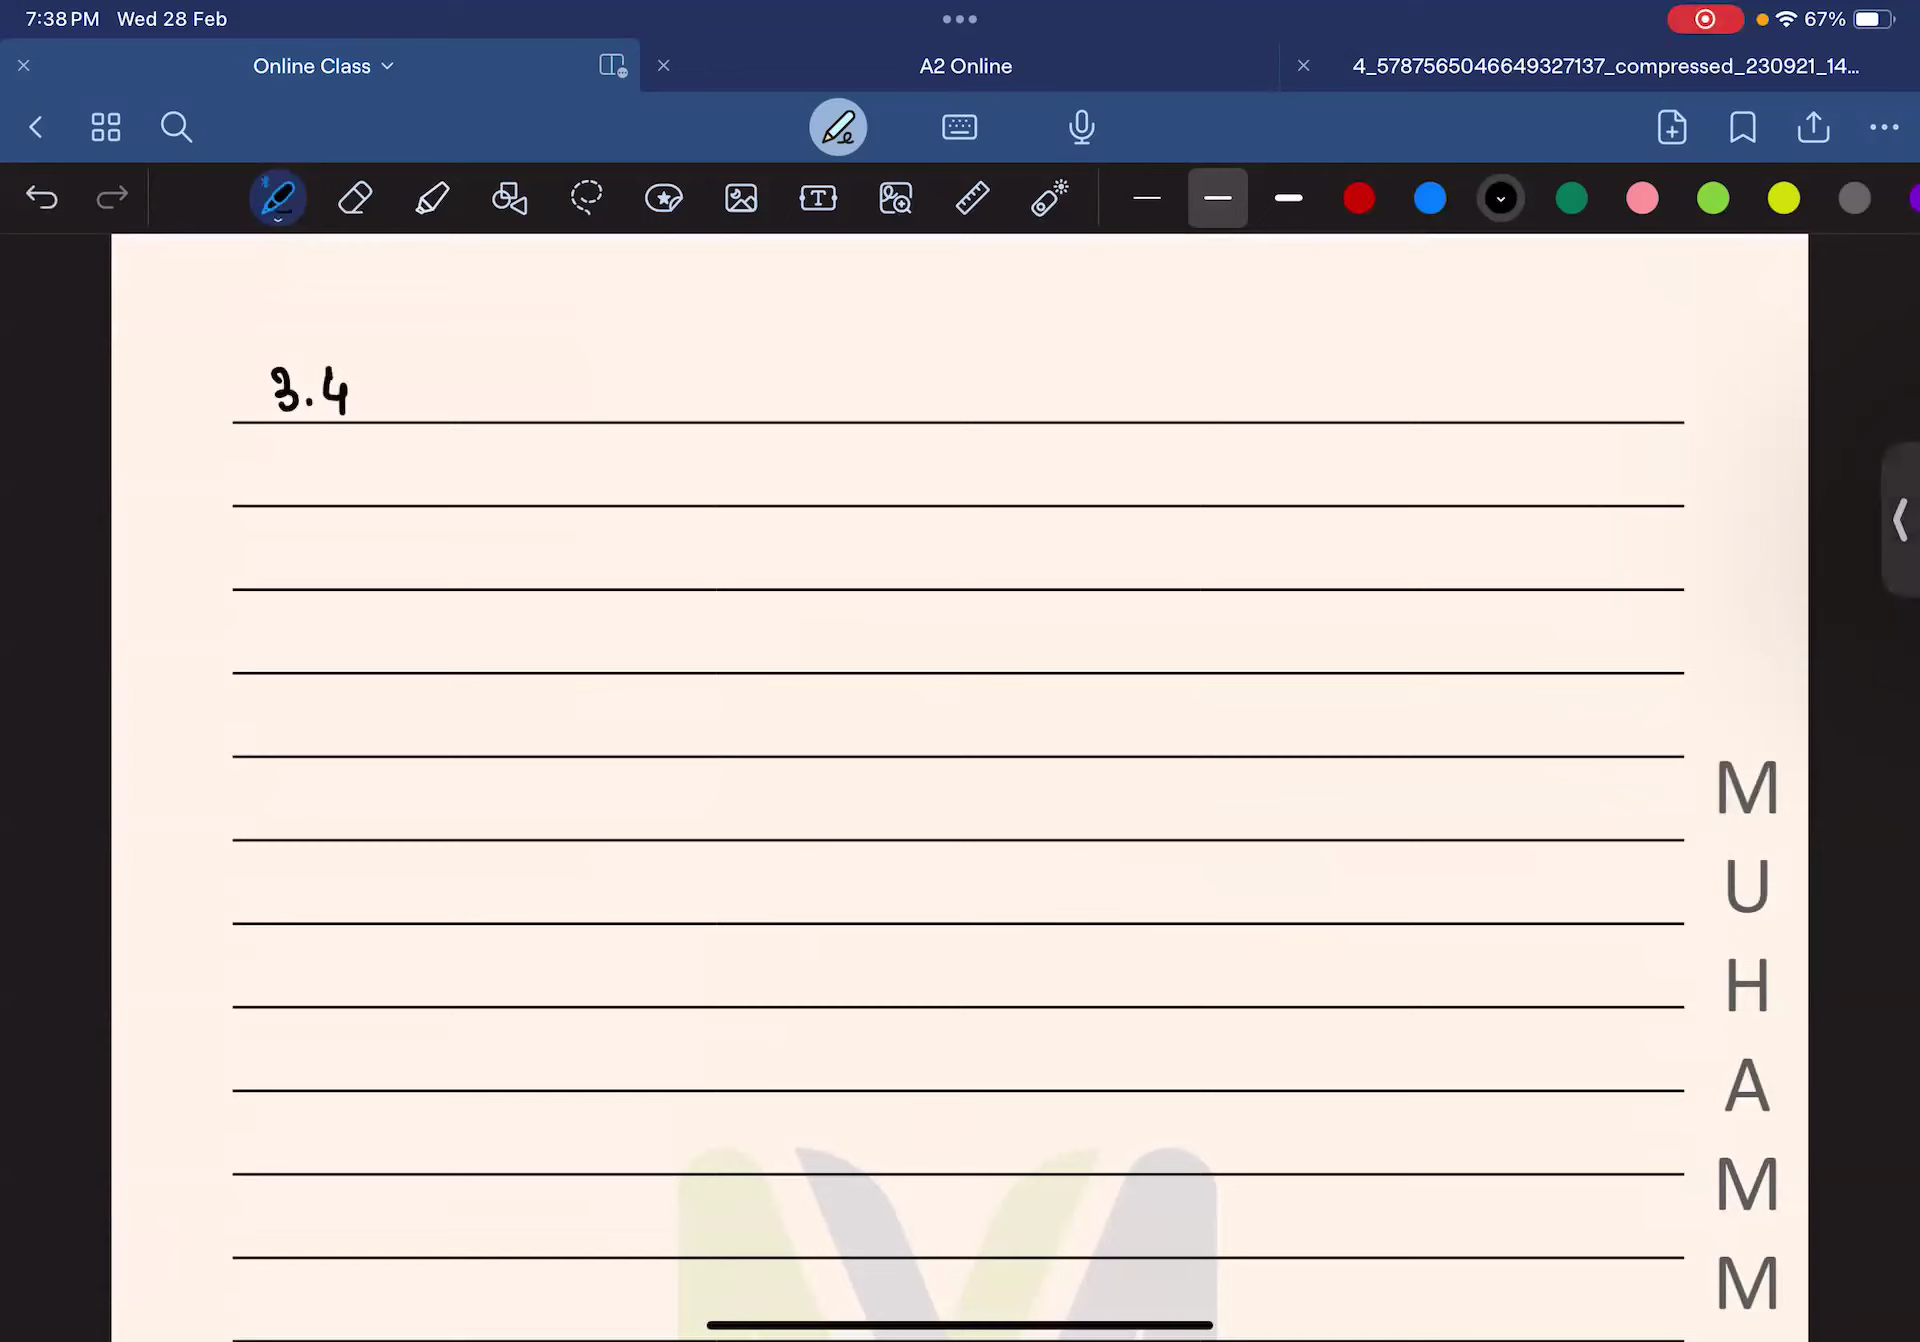 7:38 PM Wed 28 Feb
67%
Online Class
A2 Online
4_5787565046649327137_compressed_230921_14...
3.4
M
U
H
A
M
M